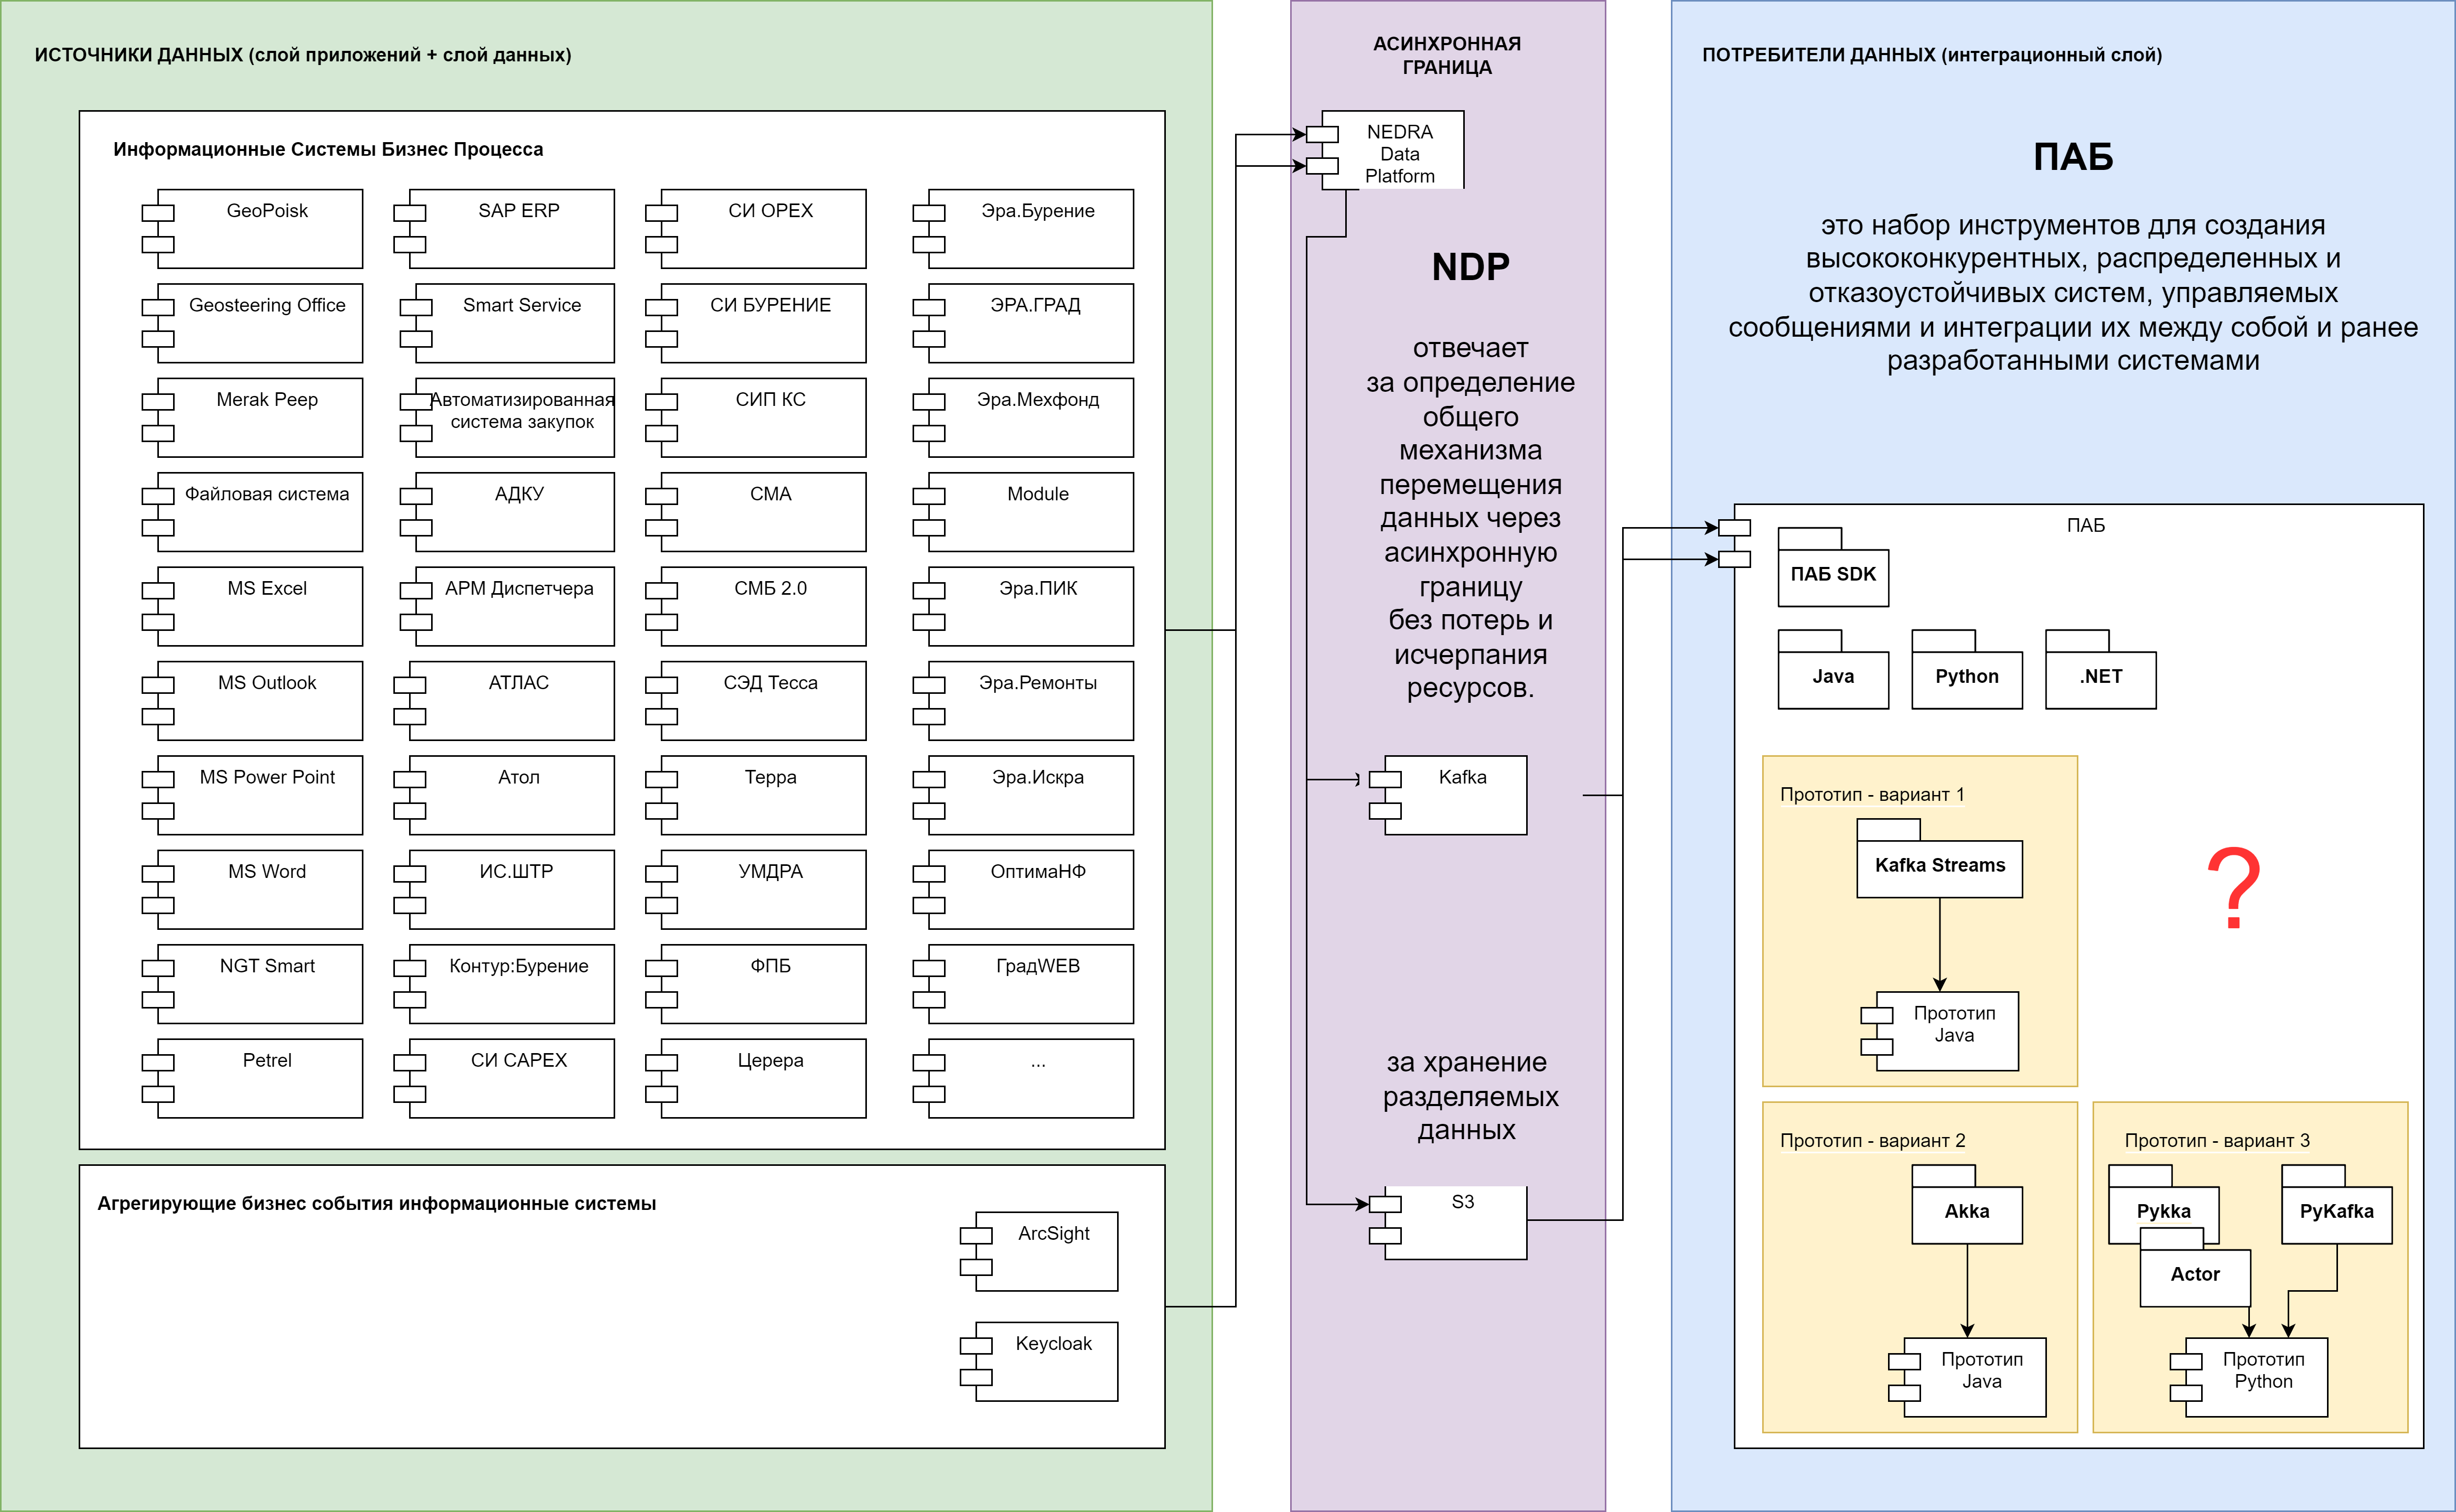 ИСТОЧНИКИ ДАННЫХ (слой приложений + слой данных)
Информационные Системы Бизнес Процесса
GeoPoisk
SAP ERP
СИ OPEX
Эра.Бурение
Geosteering Office
Smart Service
СИ БУРЕНИЕ
ЭРА.ГРАД
Merak Peep
Автоматизированная
система закупок
СИП КС
Эра.Мехфонд
Файловая система
АДКУ
СМА
Module
MS Excel
АРМ Диспетчера
СМБ 2.0
Эра.ПИК
MS Outlook
АТЛАС
СЭД Тесса
Эра.Ремонты
MS Power Point
Атол
Терра
Эра.Искра
MS Word
ИС.ШТР
УМДРА
ОптимаНФ
NGT Smart
Контур:Бурение
ФПБ
ГрадWEB
Petrel
СИ CAPEX
Церера
...
Агрегирующие бизнес события информационные системы
ArcSight
Keycloak
АСИНХРОННАЯ
ГРАНИЦА
NEDRA
Data
Platform
NDP
отвечает
за определение
общего
механизма
перемещения
данных через
асинхронную
границу
без потерь и
исчерпания
ресурсов.
Kafka
за хранение
разделяемых
данных
S3
ПОТРЕБИТЕЛИ ДАННЫХ (интеграционный слой)
ПАБ
это набор инструментов для создания
высококонкурентных, распределенных и
отказоустойчивых систем, управляемых
сообщениями и интеграции их между собой и ранее
разработанными системами
ПАБ
ПАБ SDK
Java
Python
.NET
Прототип - вариант 1
Kafka Streams
Прототип
Java
?
Прототип - вариант 2
Akka
Прототип
Java
Прототип - вариант 3
Pykka
PyKafka
Actor
Прототип
Python